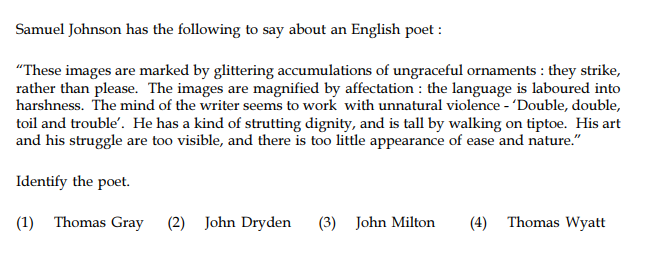 Samuel Johnson has the following to say about an English poet :
“These images are marked by glittering accumulations of ungraceful ornaments : they strike,
rather than please. The images are magnified by affectation : the language is laboured into
harshness. The mind of the writer seems to work with unnatural violence - ‘Double, double,
toil and trouble’. He has a kind of strutting dignity, and is tall by walking on tiptoe. His art
and his struggle are too visible, and there is too little appearance of ease and nature.”
Identify the poet.
(1) Thomas Gray (2) John Dryden (3) John Milton (4) Thomas Wyatt